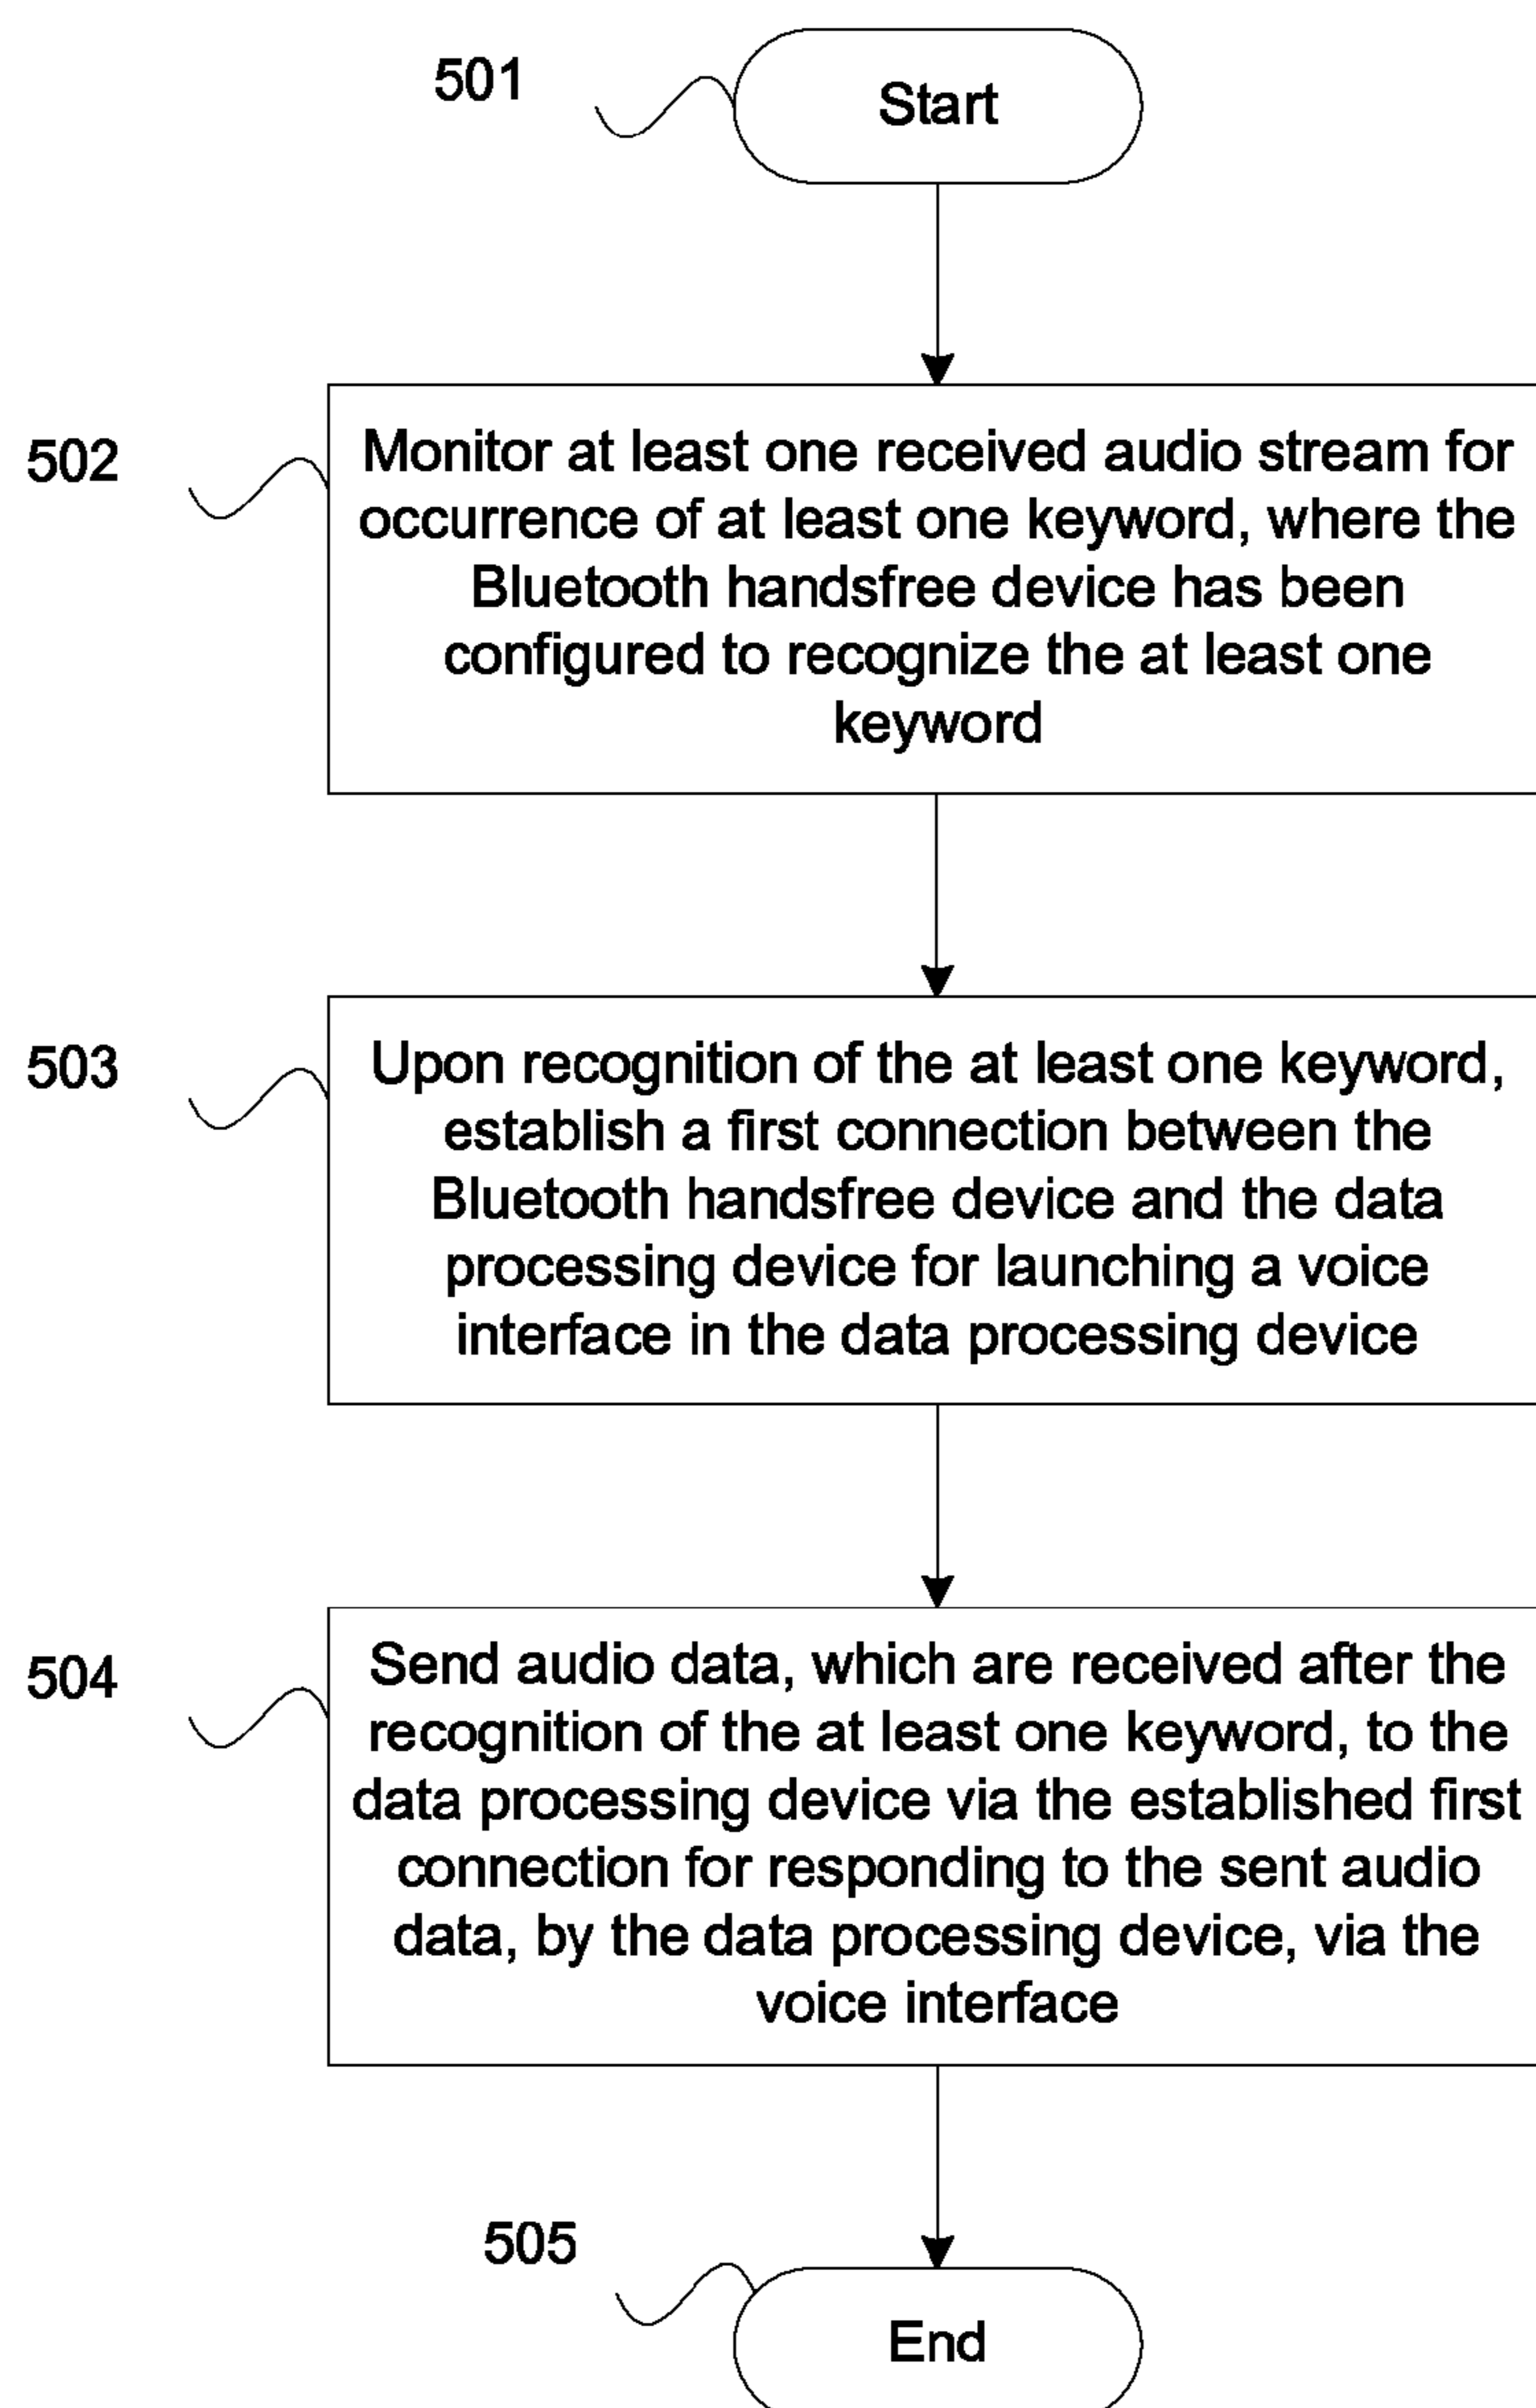 501
Start
502
Monitor at least one received audio stream for
occurrence of at least one keyword, where the
Bluetooth handsfree device has been
configured to recognize the at least one
keyword
503
Upon recognition of the at least one keyword,
establish a first connection between the
Bluetooth handsfree device and the data
processing device for launching a voice
interface in the data processing device
504
Send audio data, which are received after the
recognition of the at least one keyword, to the
data processing device via the established first
connection for responding to the sent audio
data, by the data processing device, via the
voice interface
505
End